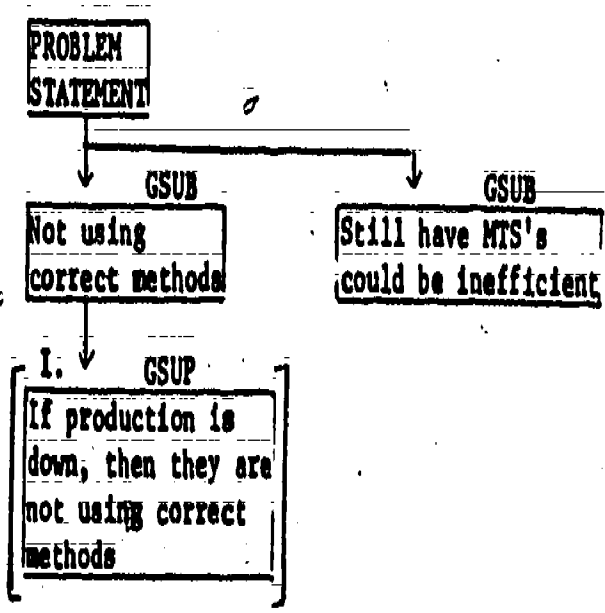 PROBLEM
STATEMENT
GSUB
Not using
correct methods
GSUB
Still have MTS's
could be inefficient
I.
GSUP
If production is
down, then they are
not using correct
methods